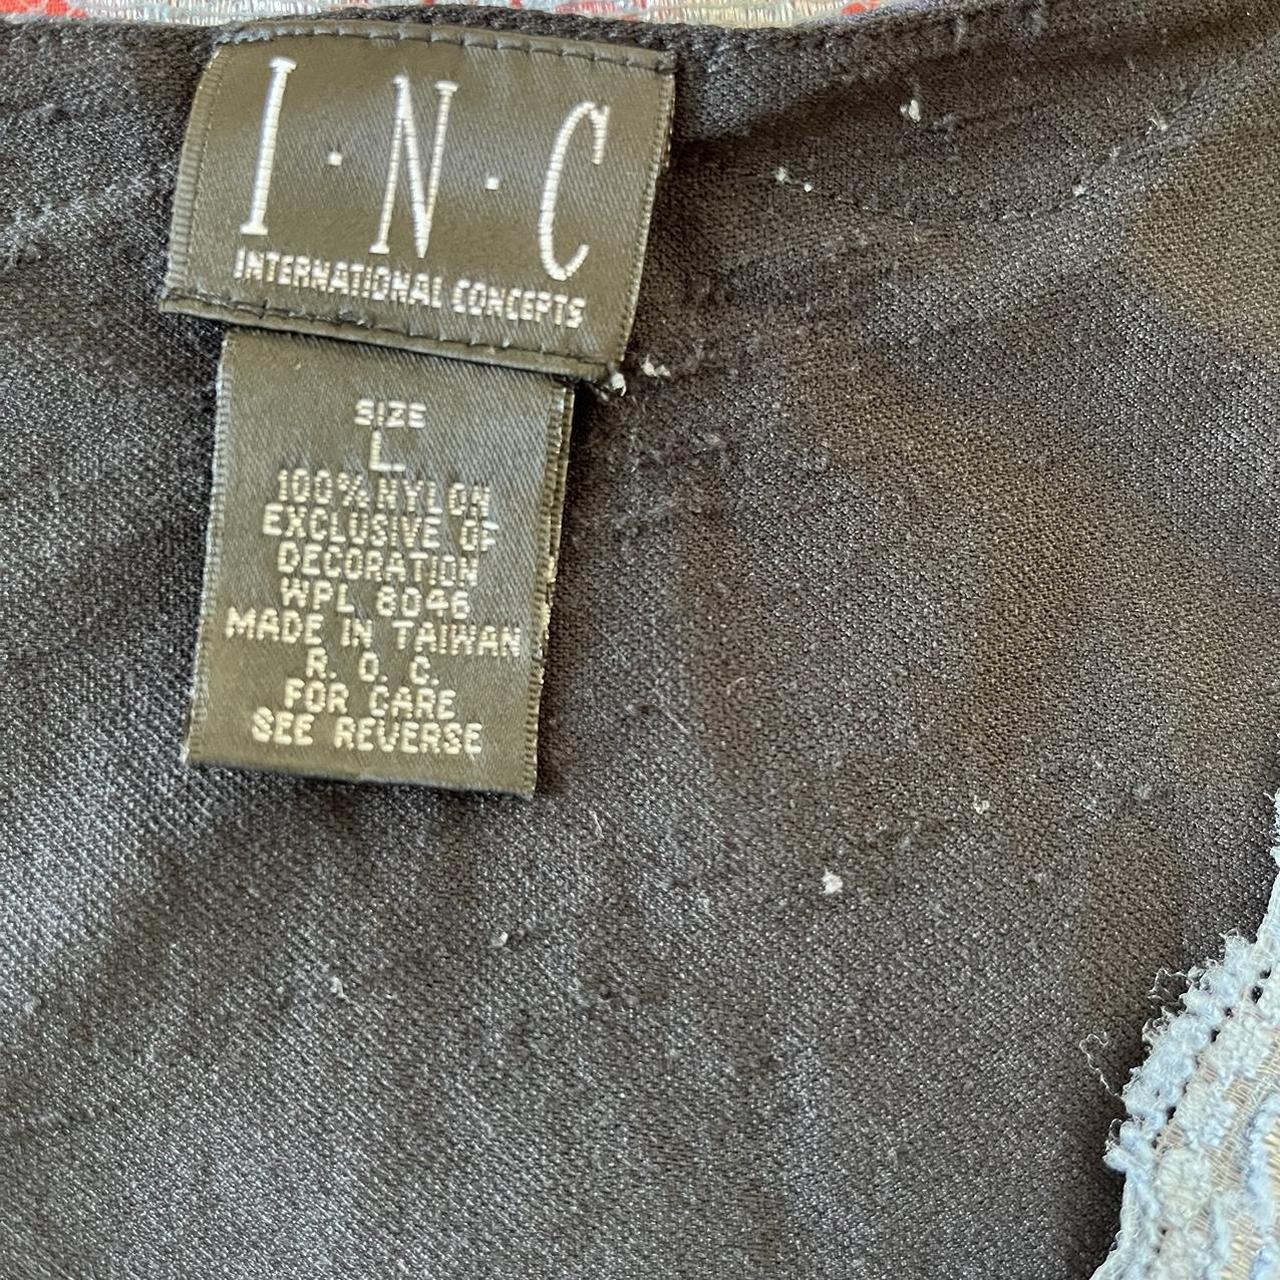 I·N·C
INTERNATIONAL CONCEPTS
SIZE
L
100% NYLON
EXCLUSIVE OF
DECORATION
WPL 8046
MADE IN TAIWAN
R. O. C.
FOR CARE
SEE REVERSE